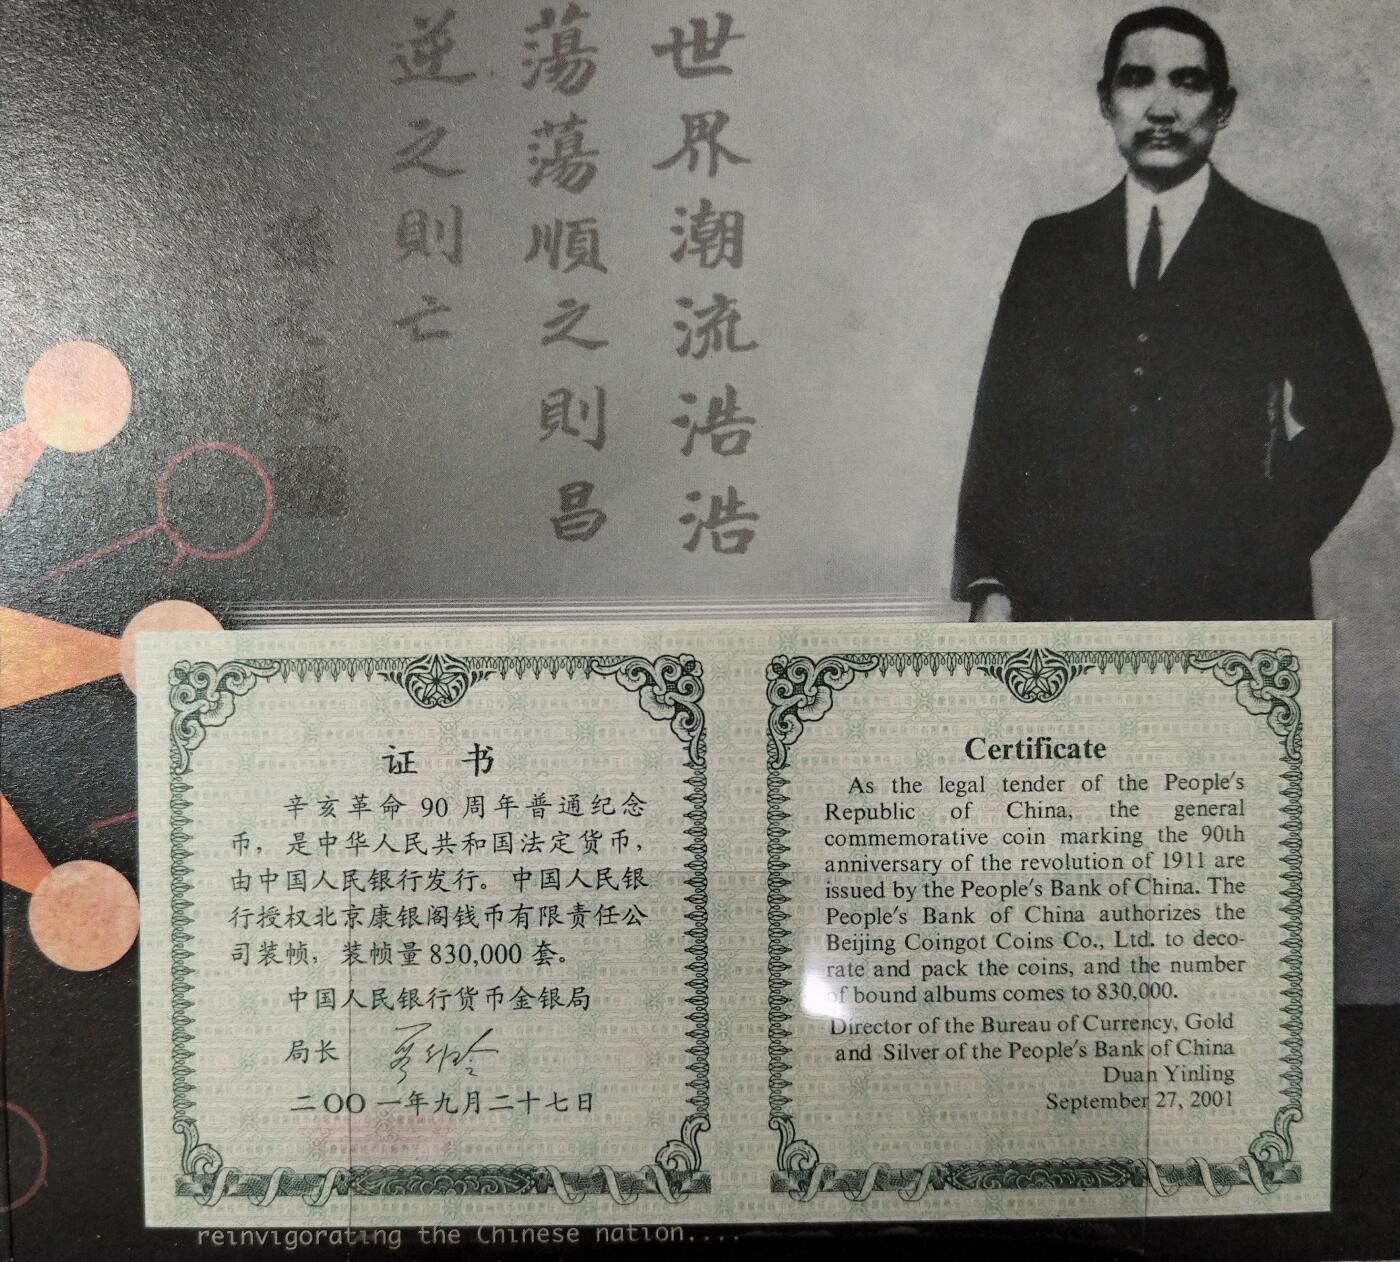 世界潮流浩浩
蕩蕩順之則昌
逆之則亡
孫文題
证 书
辛亥革命 90 周年普通纪念
币，是中华人民共和国法定货币，
由中国人民银行发行。中国人民银
行授权北京康银阁钱币有限责任公
司装帧，装帧量 830,000 套。
中国人民银行货币金银局
局长
二〇〇一年九月二十七日
Certificate
As the legal tender of the People's
Republic of China, the general
commemorative coin marking the 90th
anniversary of the revolution of 1911 are
issued by the People's Bank of China. The
People's Bank of China authorizes the
Beijing Coingot Coins Co., Ltd. to deco-
rate and pack the coins, and the number
of bound albums comes to 830,000.
Director of the Bureau of Currency, Gold
and Silver of the People's Bank of China
Duan Yinling
September 27, 2001
reinvigorating the Chinese nation....